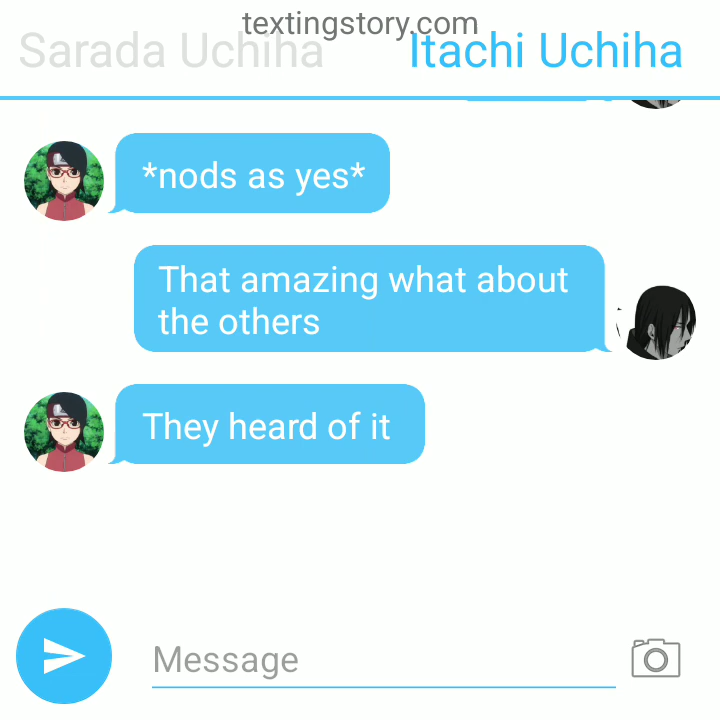 textingstory.com
Sarada Uchiha
Itachi Uchiha
*nods as yes*
That amazing what about
the others
They heard of it
Message